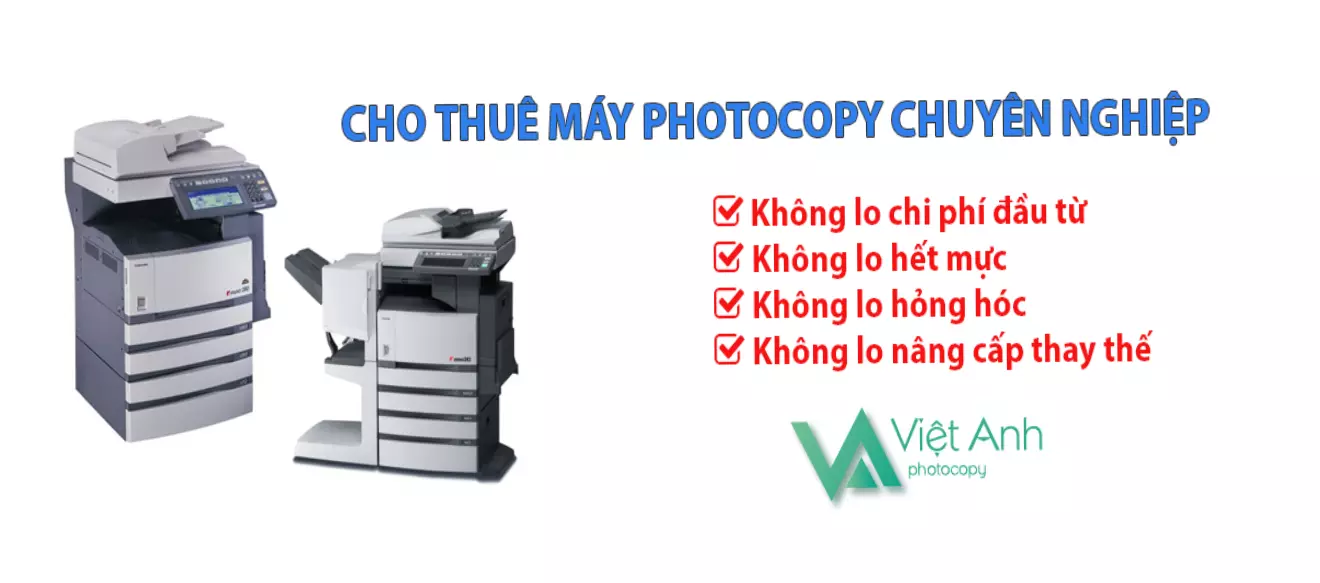 CHO THUÊ MÁY PHOTOCOPY CHUYÊN NGHIỆP
Không lo chi phí đầu từ
Không lo hết mực
Không lo hỏng hóc
Không lo nâng cấp thay thế
VA
Việt Anh
photocopy